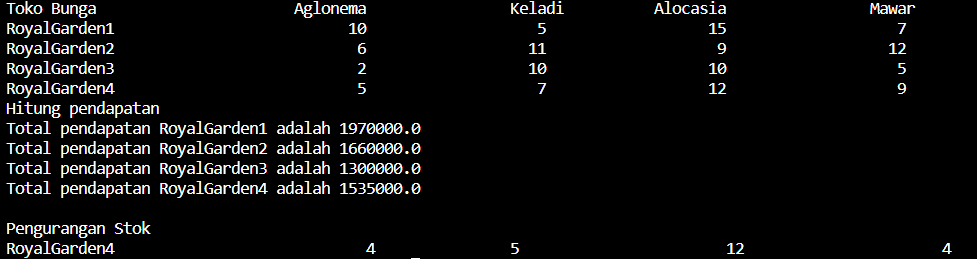 Toko Bunga Aglonema Keladi Alocasia Mawar
RoyalGarden1 10 5 15 7
RoyalGarden2 6 11 9 12
RoyalGarden3 2 10 10 5
RoyalGarden4 5 7 12 9
Hitung pendapatan
Total pendapatan RoyalGarden1 adalah 1970000.0
Total pendapatan RoyalGarden2 adalah 1660000.0
Total pendapatan RoyalGarden3 adalah 1300000.0
Total pendapatan RoyalGarden4 adalah 1535000.0
Pengurangan Stok
RoyalGarden4 4 5 12 4